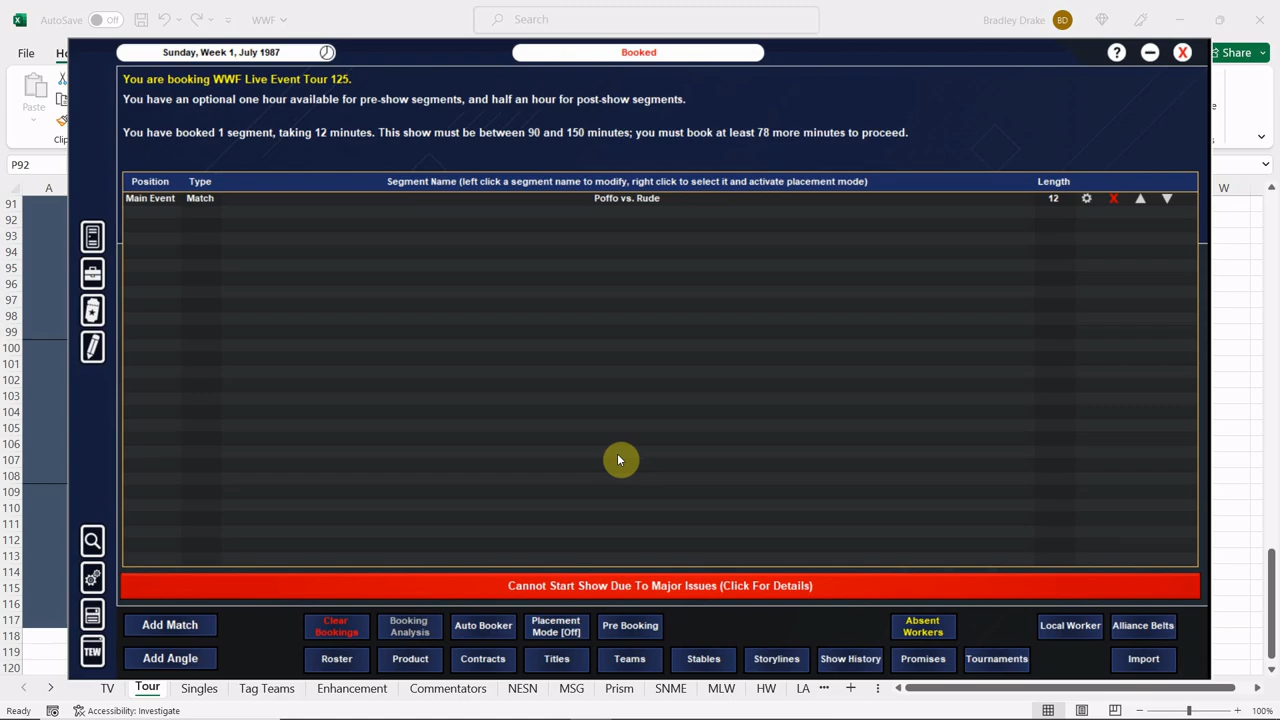 AutoSave
Off
WWF
Search
Bradley Drake
BD
File
Ho
Share
Sunday, Week 1, July 1987
Booked
?
X
You are booking WWF Live Event Tour 125.
You have an optional one hour available for pre-show segments, and half an hour for post-show segments.
You have booked 1 segment, taking 12 minutes. This show must be between 90 and 150 minutes; you must book at least 78 more minutes to proceed.
Paste
Clip
P92
A
W
Position
Type
Segment Name (left click a segment name to modify, right click to select it and activate placement mode)
Length
Main Event
Match
Poffo vs. Rude
12
X
91
92
93
94
95
96
97
98
99
100
101
102
103
104
105
106
107
108
109
110
111
112
113
114
115
116
117
118
119
120
Cannot Start Show Due To Major Issues (Click For Details)
Add Match
Clear Bookings
Booking Analysis
Auto Booker
Placement Mode [Off]
Pre Booking
Absent Workers
Local Worker
Alliance Belts
TEW
Add Angle
Roster
Product
Contracts
Titles
Teams
Stables
Storylines
Show History
Promises
Tournaments
Import
TV
Tour
Singles
Tag Teams
Enhancement
Commentators
NESN
MSG
Prism
SNME
MLW
HW
LA
Ready
Accessibility: Investigate
100%